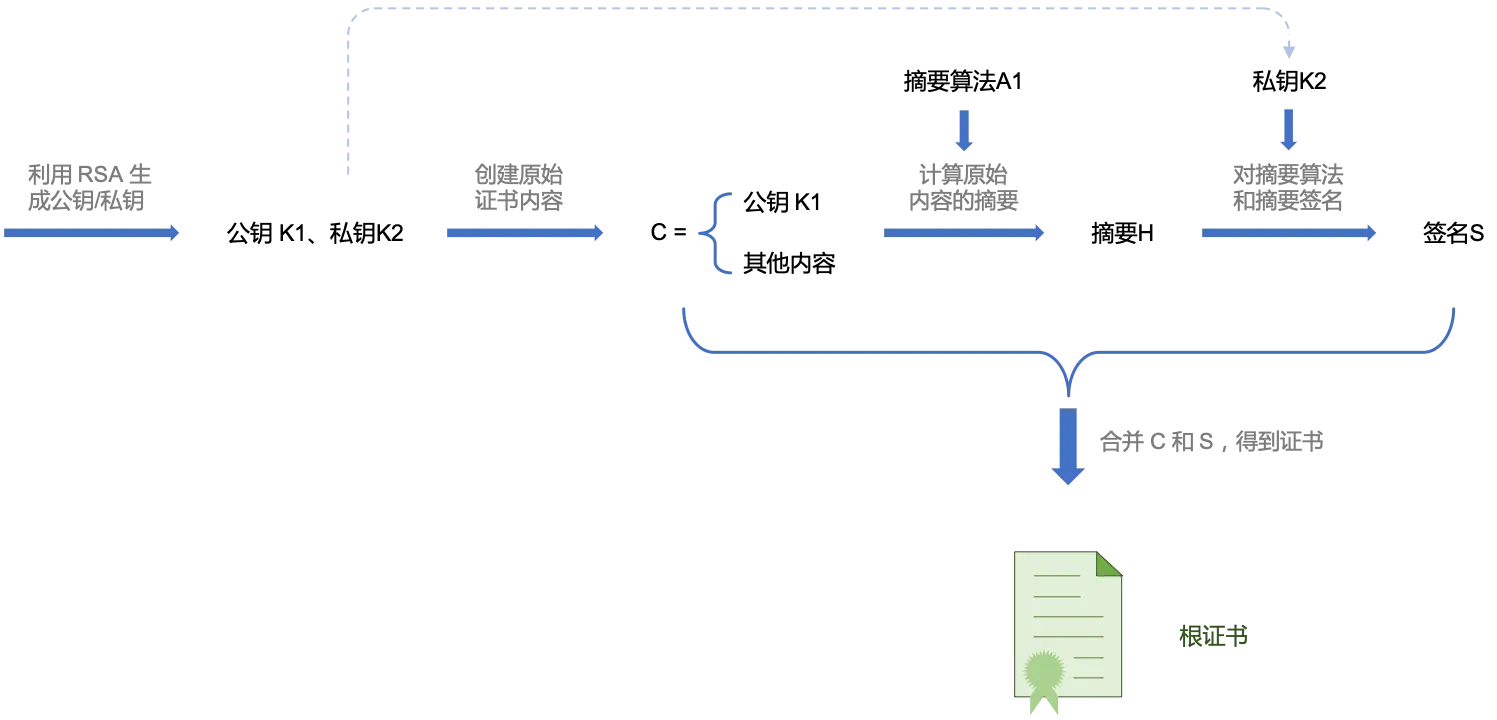 摘要算法A1
私钥K2
利用 RSA 生
成公钥/私钥
创建原始
证书内容
计算原始
内容的摘要
对摘要算法
和摘要签名
公钥 K1、私钥K2
C =
公钥 K1
其他内容
摘要H
签名S
合并 C 和 S，得到证书
根证书